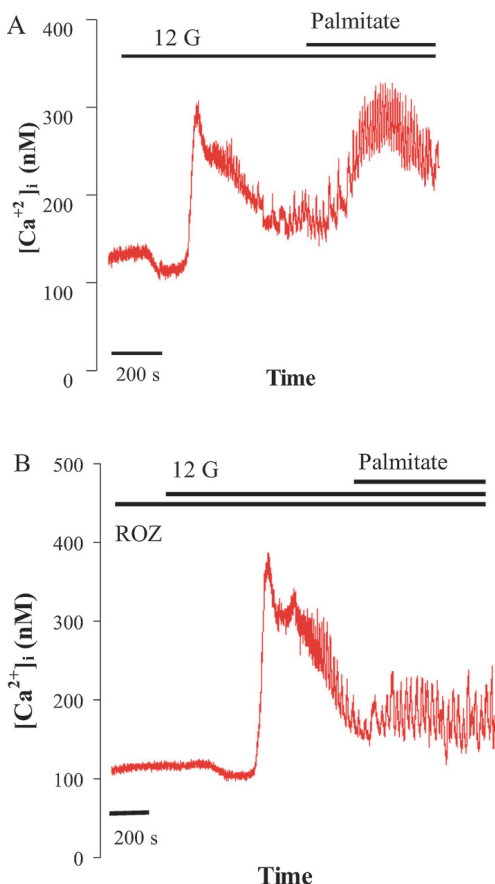 A
Palmitate
12 G
400
300
200
100
0
[Ca⁺²]ᵢ (nM)
200 s
Time
B
Palmitate
12 G
ROZ
500
400
300
200
100
0
[Ca²⁺]ᵢ (nM)
200 s
Time